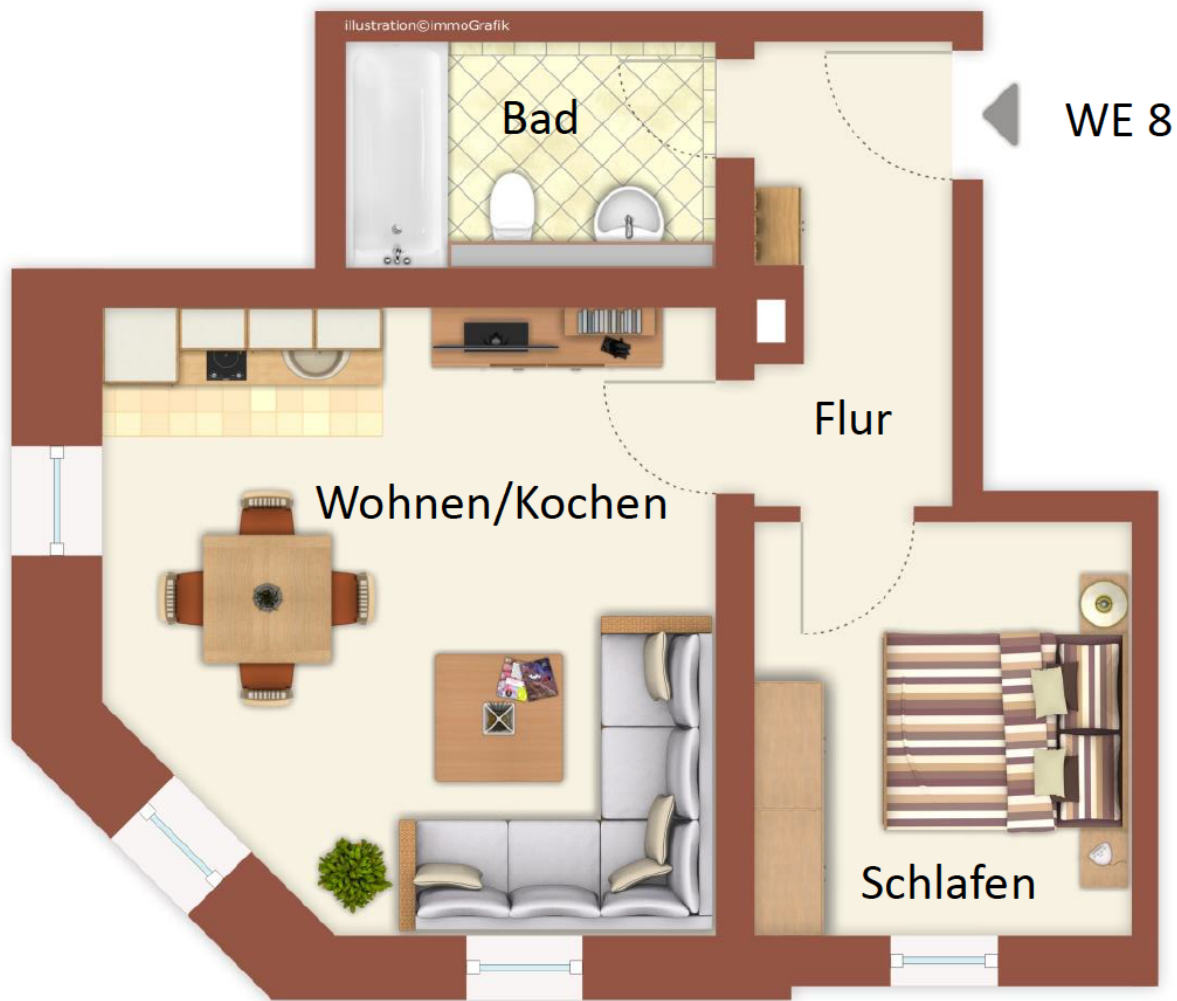 illustration©immoGrafik
Bad
WE 8
Flur
Wohnen/Kochen
Schlafen